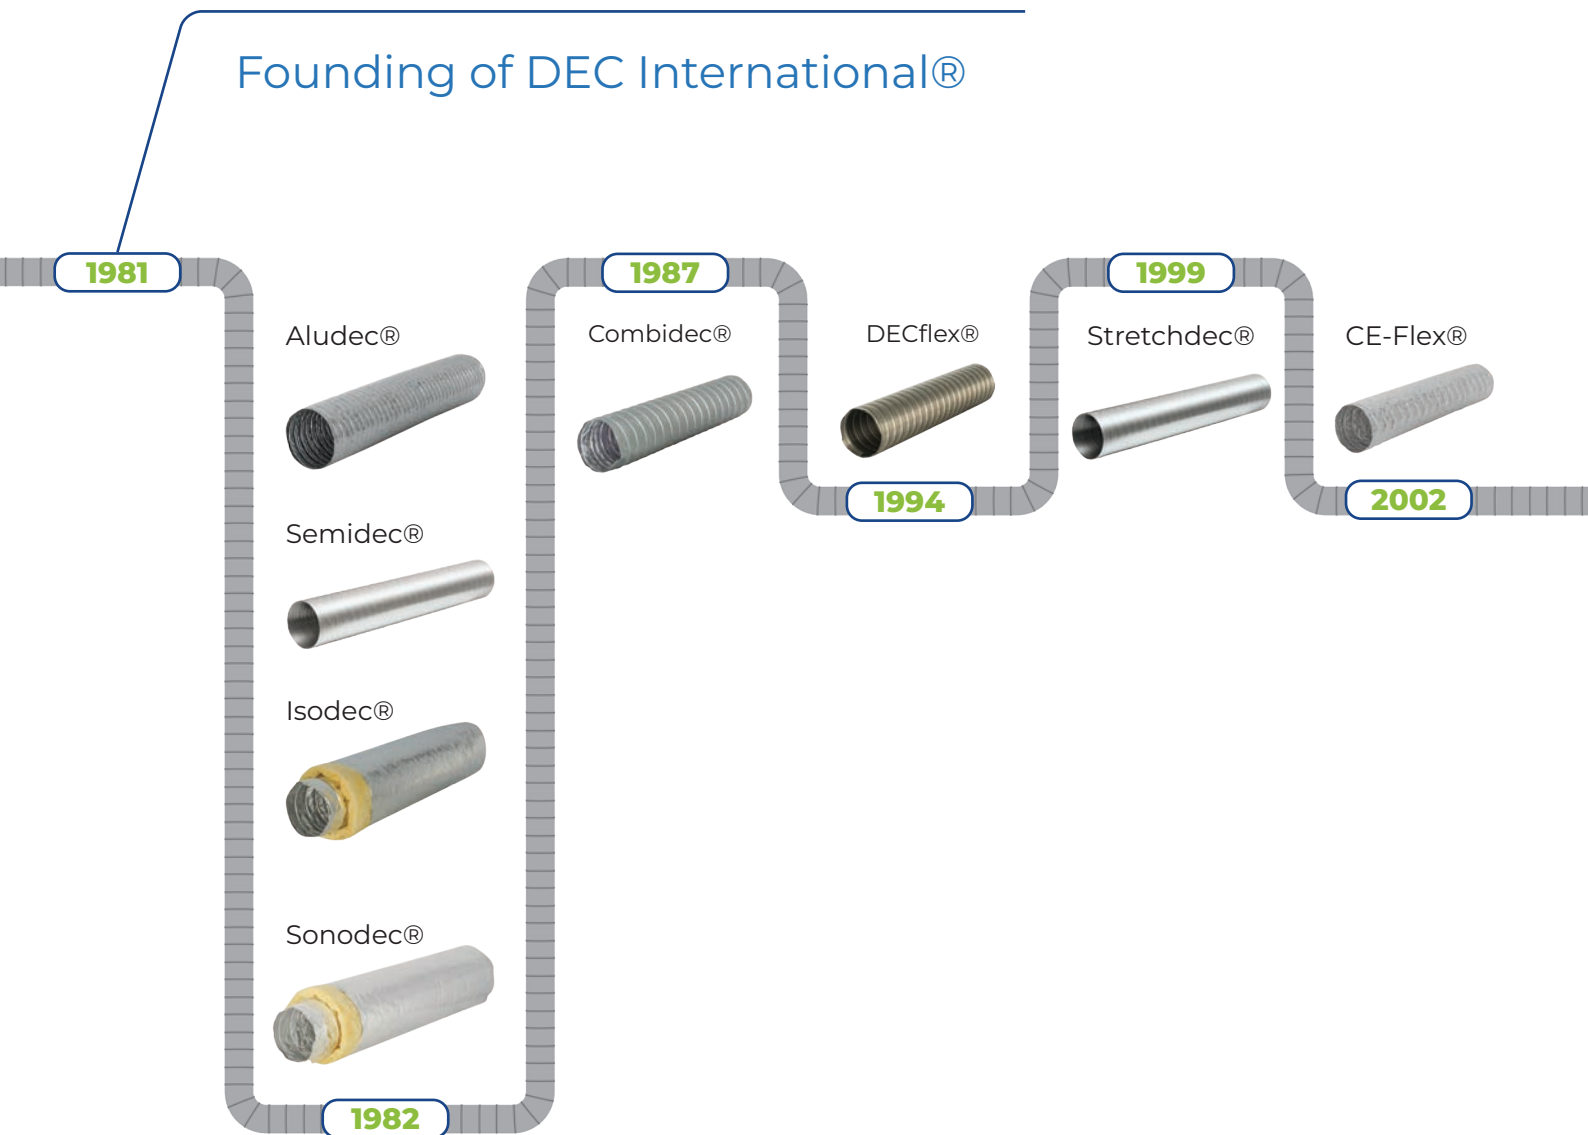 Founding of DEC International®
1981
1987
1999
Aludec®
Combidec®
DECflex®
Stretchdec®
CE-Flex®
1994
2002
Semidec®
Isodec®
Sonodec®
1982